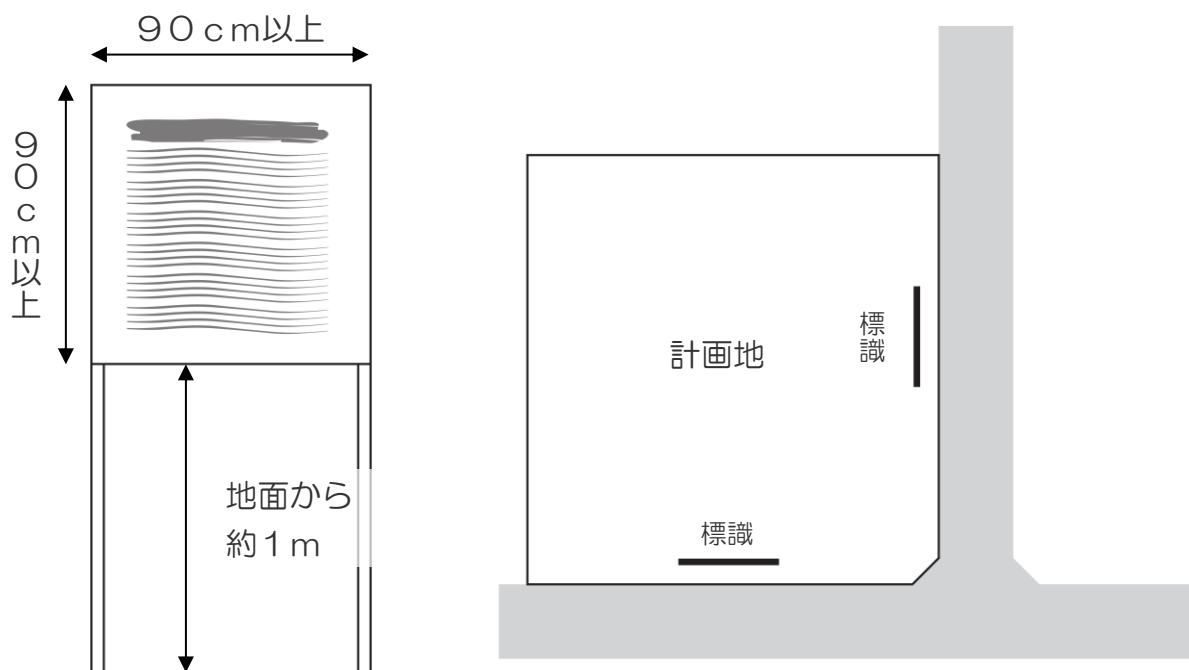 ９０ｃｍ以上
９０ｃｍ以上
地面から
約１ｍ
計画地
標識
標識